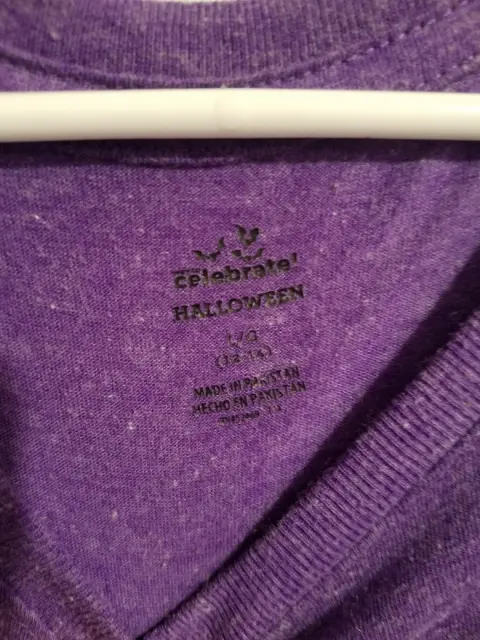 celebrate!
HALLOWEEN
L/G
(12-14)
MADE IN PAKISTAN
HECHO EN PAKISTAN